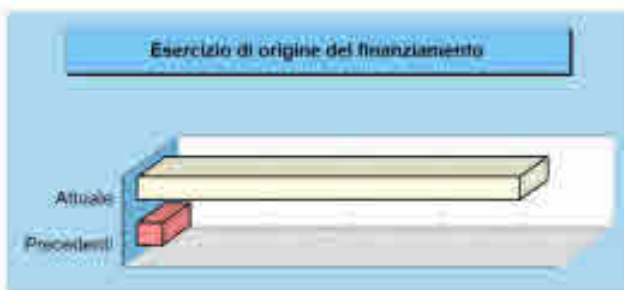 Esercizio di origine del finanziamento
Attuale
Precedenti